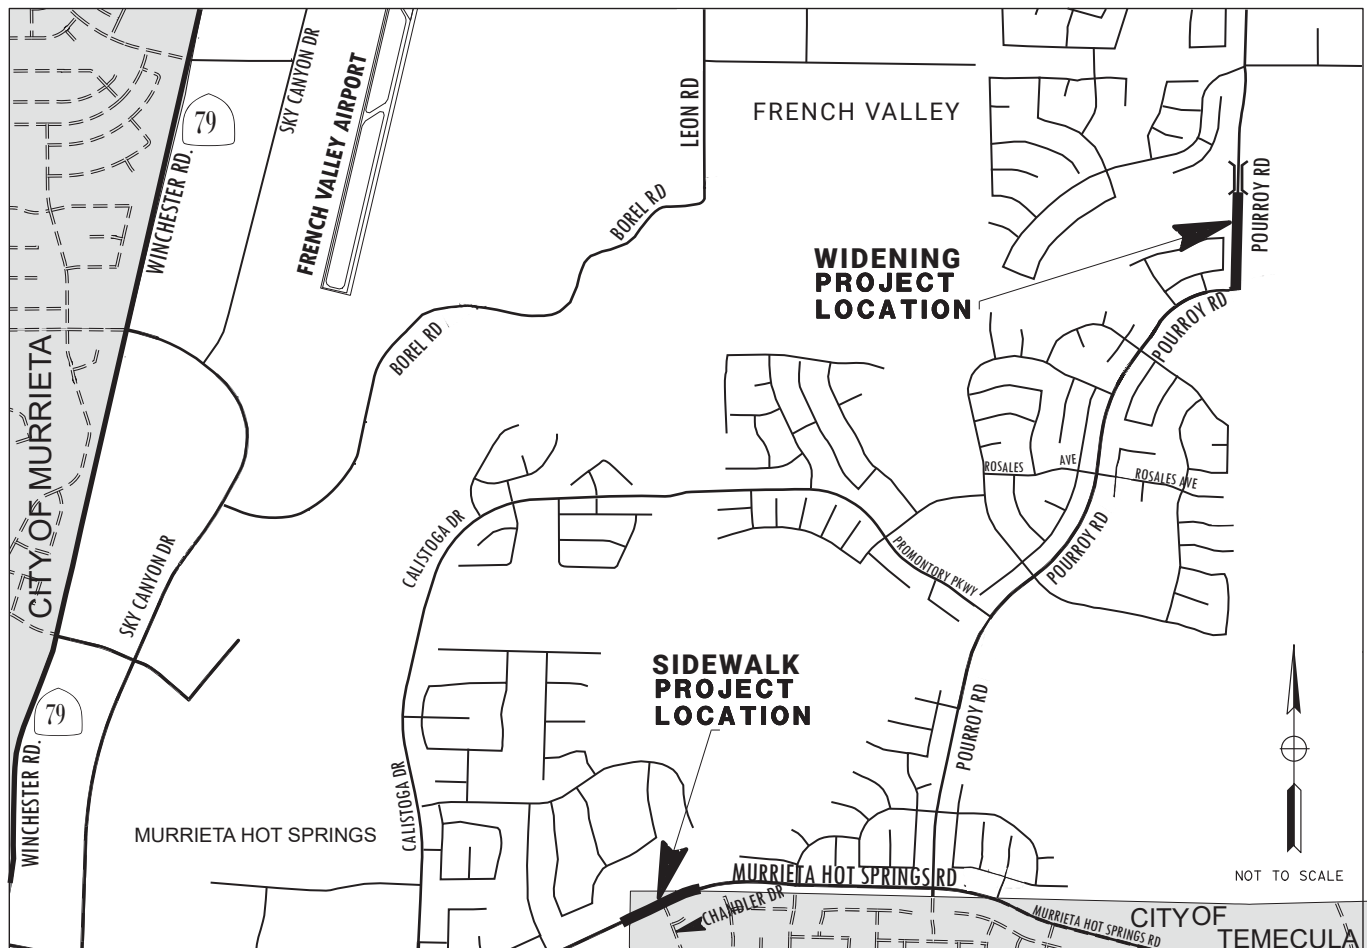 SKY CANYON DR
79
WINCHESTER RD.
FRENCH VALLEY AIRPORT
LEON RD
FRENCH VALLEY
POURROY RD
BOREL RD
WIDENING
PROJECT
LOCATION
POURROY RD
BOREL RD
CITY OF MURRIETA
ROSALES
AVE
ROSALES AVE
CALISTOGA DR
POURROY RD
PROMONTORY PKWY
SKY CANYON DR
SIDEWALK
PROJECT
LOCATION
79
POURROY RD
WINCHESTER RD.
CALISTOGA DR
MURRIETA HOT SPRINGS
MURRIETA HOT SPRINGS RD
NOT TO SCALE
CHANDLER DR
MURRIETA HOT SPRINGS RD
CITY OF
TEMECULA